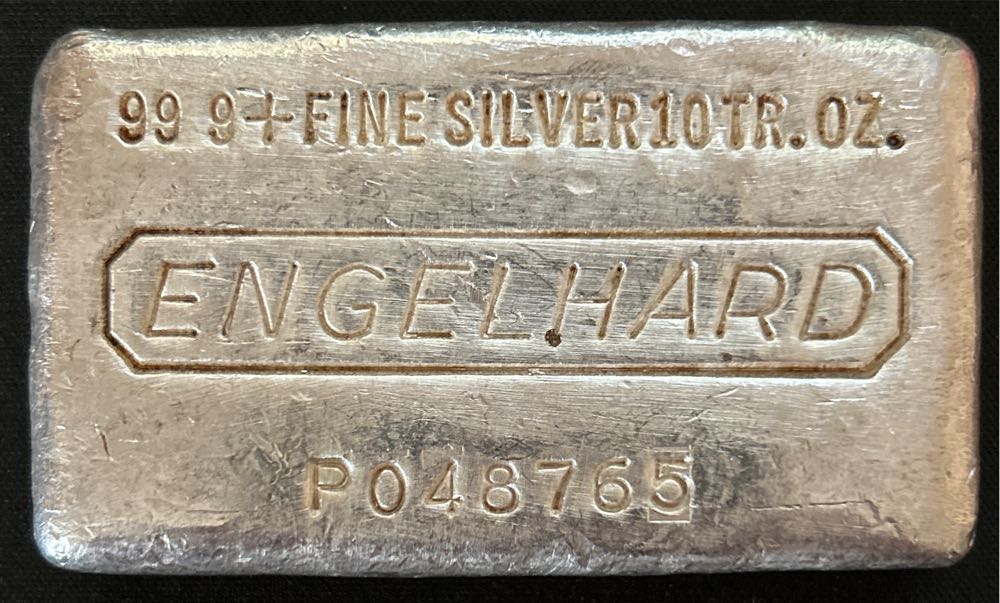 99 9+ FINE SILVER 10 TR. OZ.
ENGELHARD
P048765